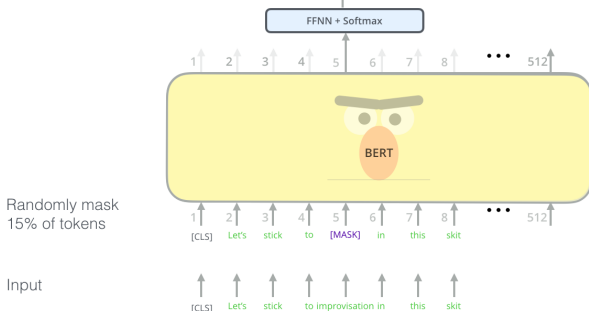 FFNN + Softmax
1 2 3 4 5 6 7 8 ••• 512
BERT
Randomly mask
15% of tokens
1 2 3 4 5 6 7 8 ••• 512
[CLS] Let's stick to [MASK] in this skit
Input
[CLS] Let's stick to improvisation in this skit